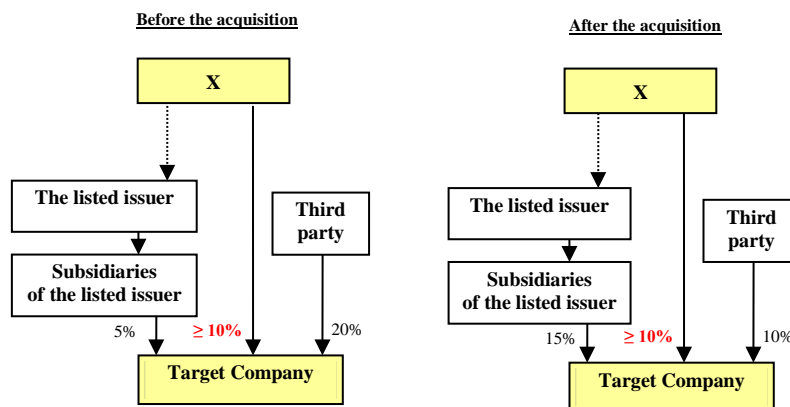 Before the acquisition
X
The listed issuer
Third
party
Subsidiaries
of the listed issuer
5%
≥ 10%
20%
Target Company
After the acquisition
X
The listed issuer
Third
party
Subsidiaries
of the listed issuer
15%
≥ 10%
10%
Target Company